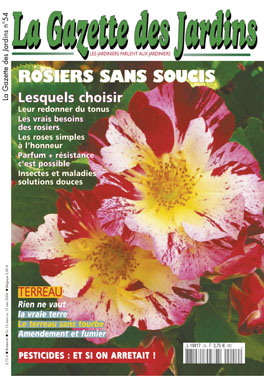 La Gazette des Jardins n°54
La Gazette des Jardins
LES JARDINIERS PARLENT AUX JARDINIERS
ROSIERS SANS SOUCIS
Lesquels choisir
Leur redonner du tonus
Les vrais besoins
des rosiers
Les roses simples
à l'honneur
Parfum + résistance
c'est possible
Insectes et maladies
solutions douces
TERREAU
Rien ne vaut
la vraie terre
Le terreau sans tourbe
Amendement et fumier
PESTICIDES : ET SI ON ARRETAIT !